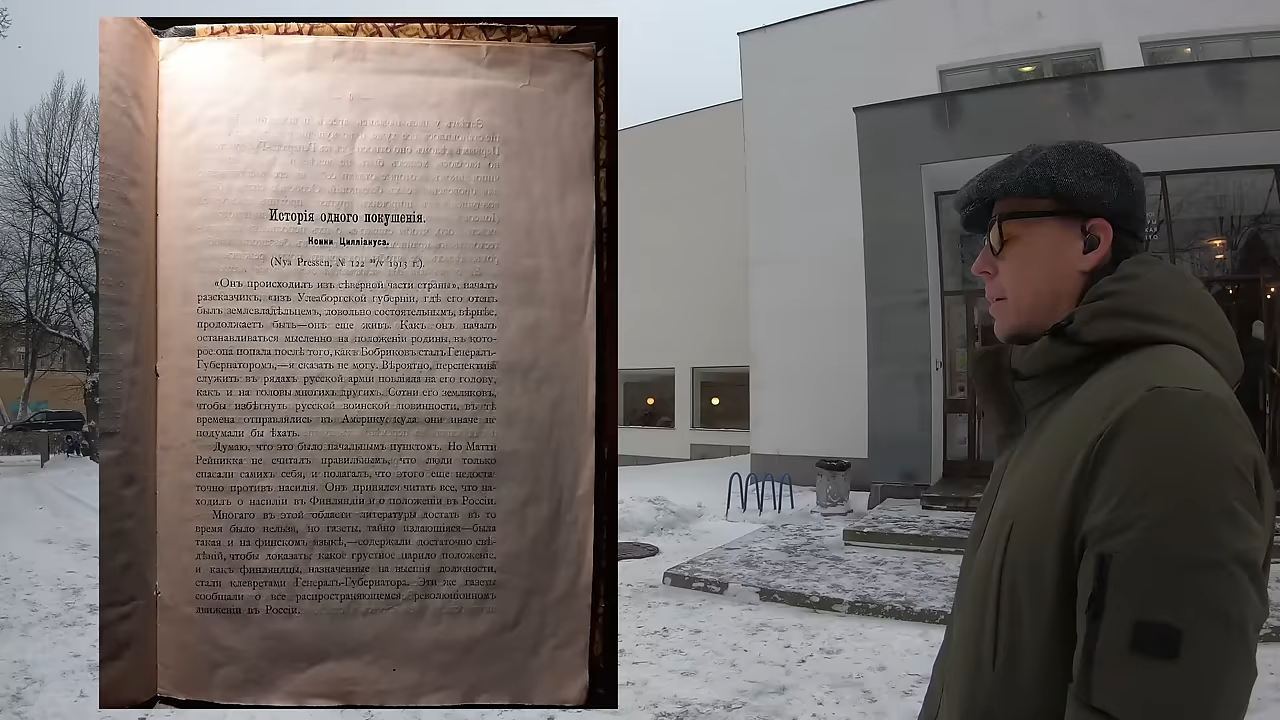 Исторія одного покушенія.
Конни Цилліакуса.
(Nya Pressen, № 122 1913 г.).
«Онъ происходилъ изъ сѣверной части страны», началъ
разсказчикъ, «изъ Улеаборгской губерніи, гдѣ его отецъ
былъ землевладѣльцемъ, довольно состоятельнымъ, вѣрнѣе,
продолжаетъ быть—онъ еще живъ. Какъ онъ началъ
останавливаться мысленно на положеніи родины, въ кото-
рое она попала послѣ того, какъ Бобриковъ сталъ Генералъ-
Губернаторомъ,—я сказать не могу. Вѣроятно, перспектива
служить въ рядахъ русской арміи повліяла на его голову,
какъ и на головы многихъ другихъ. Сотни его земляковъ,
чтобы избѣгнуть русской воинской повинности, въ тѣ
времена отправлялись въ Америку, куда они иначе не
подумали бы ѣхать.
Думаю, что это было начальнымъ пунктомъ. Но Матти
Рейникка не считалъ правильнымъ, что люди только
спасали самихъ себя, и полагалъ, что этого еще недоста-
точно противъ насилія. Онъ принялся читать все, что на-
ходилъ о насиліи въ Финляндіи и о положеніи въ Россіи.
Многаго въ этой области литературы достать въ то
время было нельзя, но газеты, тайно издающіяся—была
такая и на финскомъ языкѣ,—содержали достаточно свѣ-
дѣній, чтобы доказать, какое грустное царило положеніе,
и какъ финляндцы, назначенные на высшія должности,
стали клевретами Генералъ-Губернатора. Эти же газеты
сообщали о все распространяющемся революціонномъ
движеніи въ Россіи.